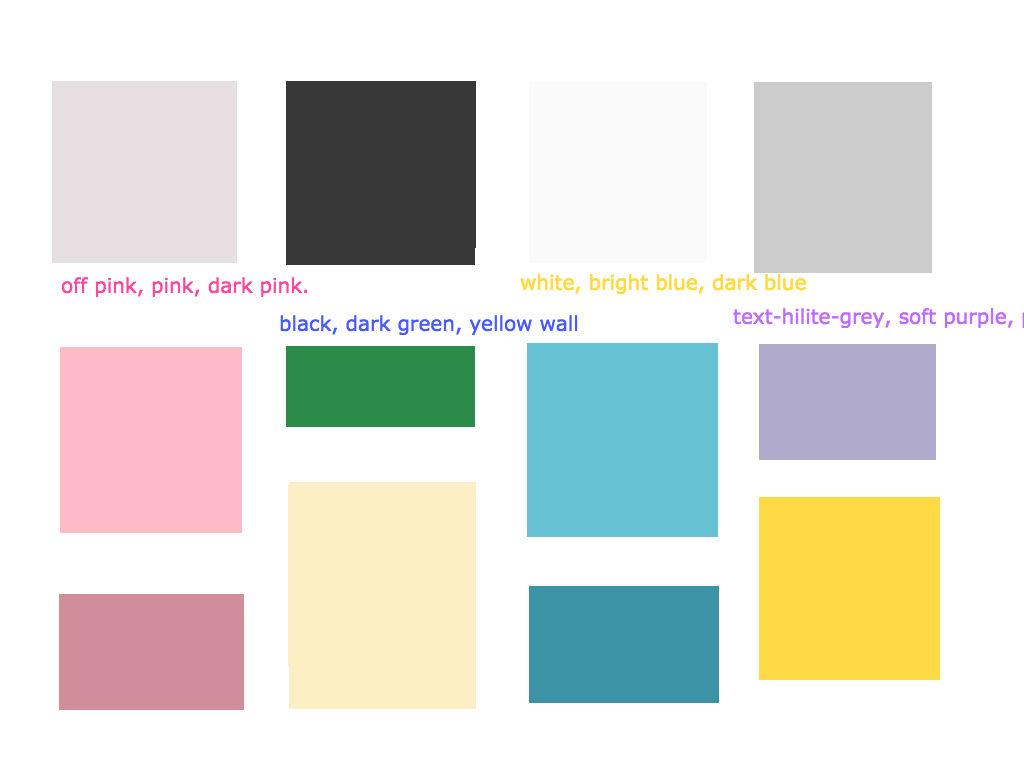 off pink, pink, dark pink.
white, bright blue, dark blue
black, dark green, yellow wall
text-hilite-grey, soft purple,